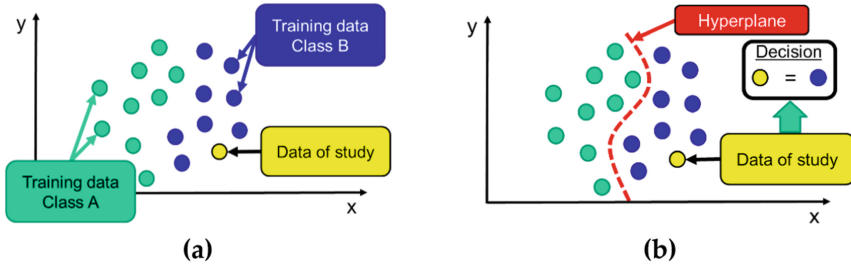 y
Training data
Class B
Data of study
Training data
Class A
x
(a)
y
Hyperplane
Decision
=
Data of study
x
(b)